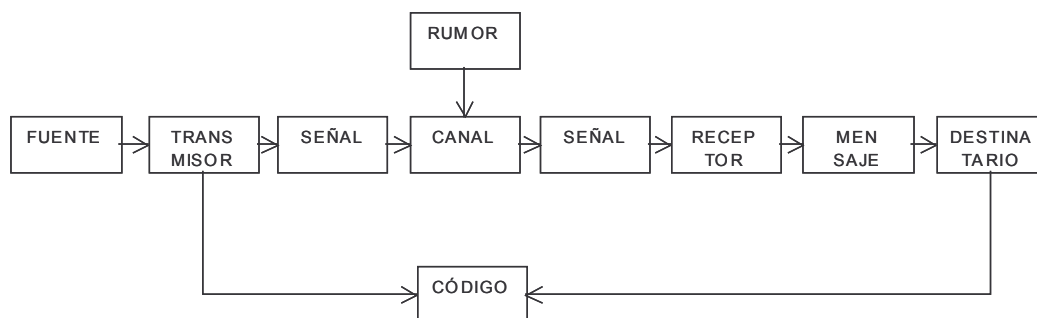 RUMOR
FUENTE
TRANS
MISOR
SEÑAL
CANAL
SEÑAL
RECEP
TOR
MEN
SAJE
DESTINA
TARIO
CÓDIGO